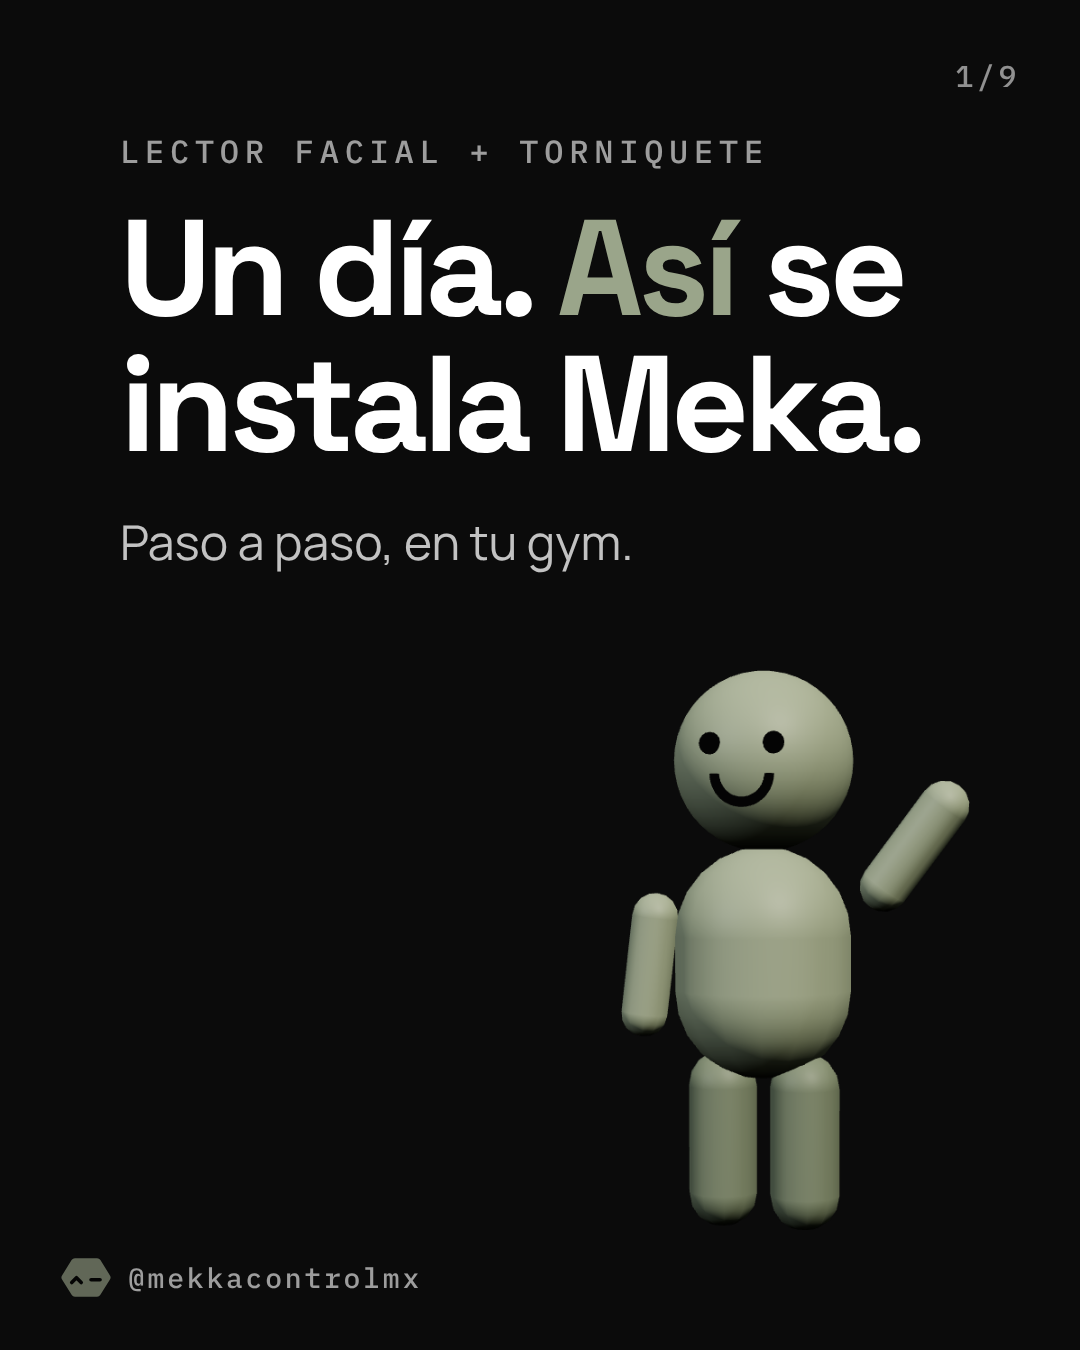 1/9
LECTOR FACIAL + TORNIQUETE
Un día. Así se
instala Meka.
Paso a paso, en tu gym.
@mekkacontrolmx